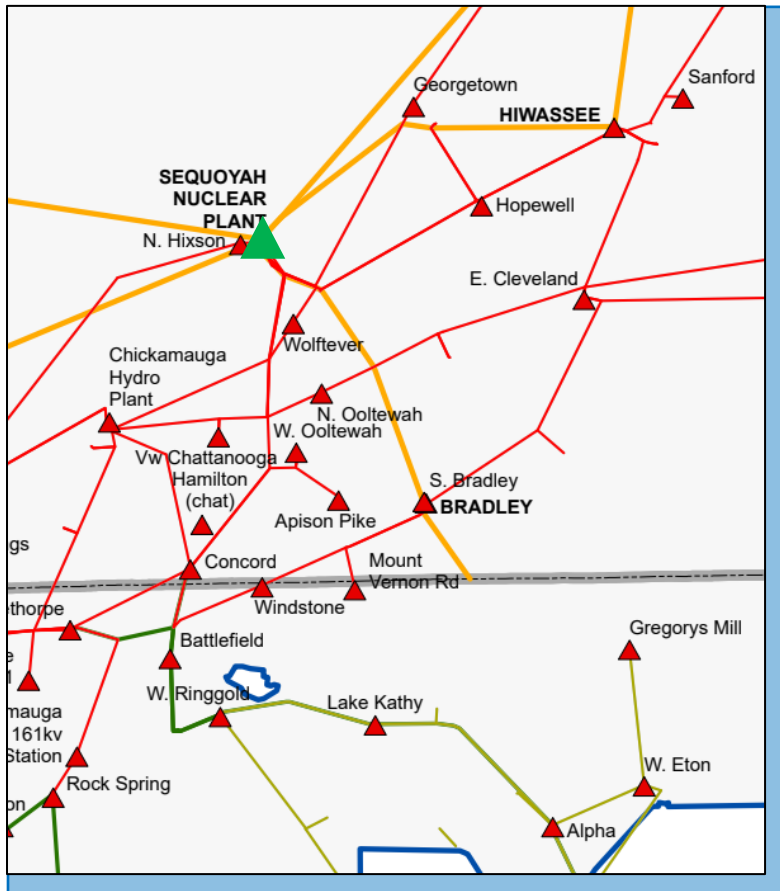 Georgetown
Sanford
HIWASSEE
SEQUOYAH
NUCLEAR
PLANT
Hopewell
N. Hixson
E. Cleveland
Wolftever
Chickamauga
Hydro
Plant
N. Ooltewah
W. Ooltewah
Vw Chattanooga
Hamilton
(chat)
S. Bradley
BRADLEY
Apison Pike
gs
Concord
Mount
Vernon Rd
Windstone
ethorpe
Battlefield
Gregorys Mill
e
1
W. Ringgold
Lake Kathy
mauga
161kv
Station
W. Eton
Rock Spring
on
Alpha